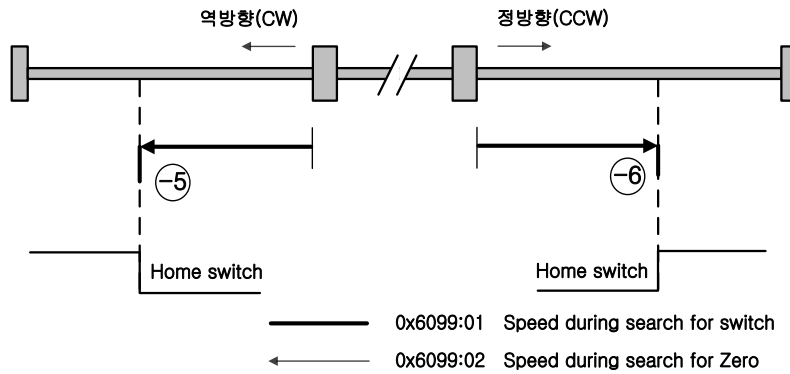 역방향(CW)
정방향(CCW)
-5
-6
Home switch
Home switch
0x6099:01 Speed during search for switch
0x6099:02 Speed during search for Zero